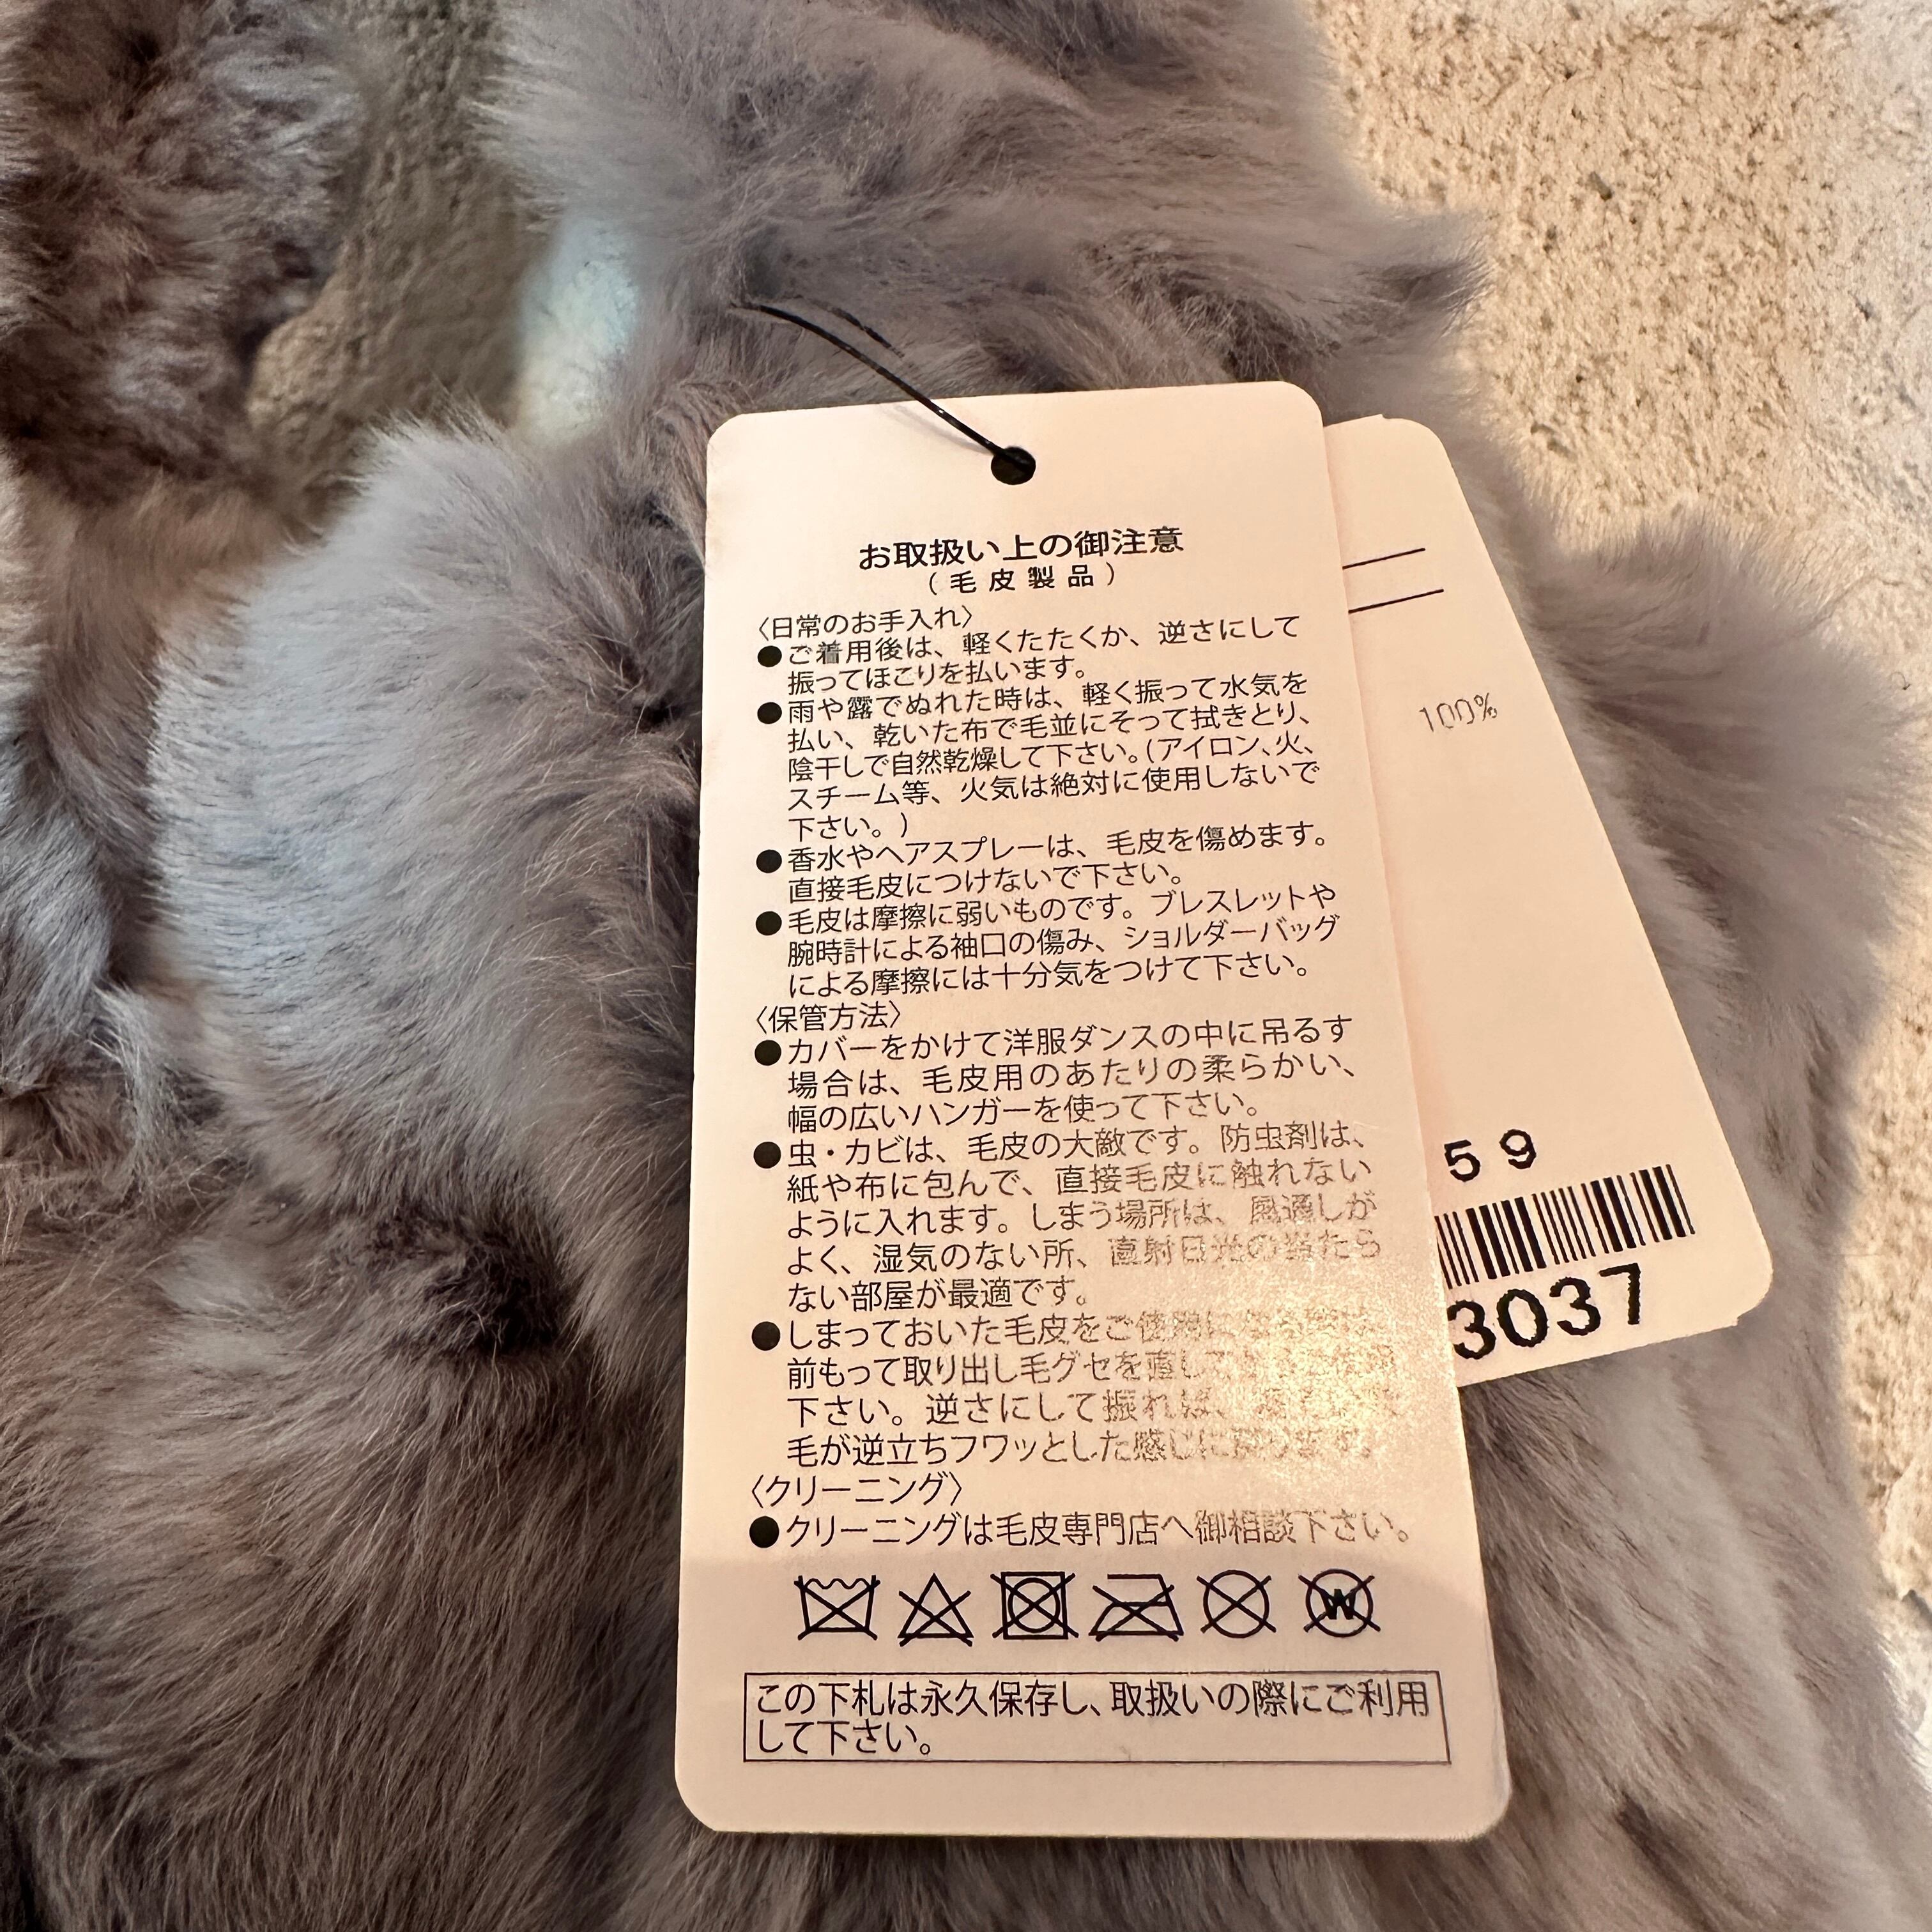 お取扱い上の御注意
(毛皮製品)
〈日常のお手入れ〉
●ご着用後は、軽くたたくか、逆さにして
振ってほこりを払います。
●雨や露でぬれた時は、軽く振って水気を
払い、乾いた布で毛並にそって拭きとり、
陰干しで自然乾燥して下さい。(アイロン、火、
スチーム等、火気は絶対に使用しないで
下さい。)
●香水やヘアスプレーは、毛皮を傷めます。
直接毛皮につけないで下さい。
●毛皮は摩擦に弱いものです。ブレスレットや
腕時計による袖口の傷み、ショルダーバッグ
による摩擦には十分気をつけて下さい。
〈保管方法〉
●カバーをかけて洋服ダンスの中に吊るす
場合は、毛皮用のあたりの柔らかい、
幅の広いハンガーを使って下さい。
●虫・カビは、毛皮の大敵です。防虫剤は、
紙や布に包んで、直接毛皮に触れない
ように入れます。しまう場所は、風通しが
よく、湿気のない所、直射日光の当たら
ない部屋が最適です。
●しまっておいた毛皮をご使用に
前もって取り出し毛グセを直して
下さい。逆さにして振れば、
毛が逆立ちフワッとした感じに
〈クリーニング〉
●クリーニングは毛皮専門店へ御相談下さい。
W
この下札は永久保存し、取扱いの際にご利用
して下さい。
100%
59
3037